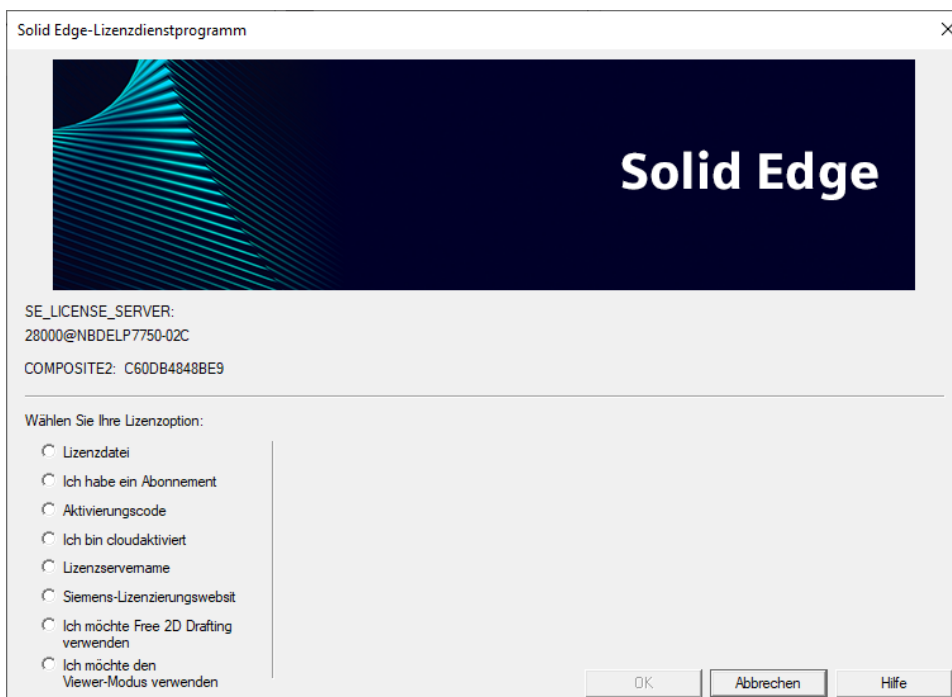 Solid Edge-Lizenzdienstprogramm
Solid Edge
SE_LICENSE_SERVER:
28000@NBDELP7750-02C
COMPOSITE2: C60DB4848BE9
Wählen Sie Ihre Lizenzoption:
Lizenzdatei
Ich habe ein Abonnement
Aktivierungscode
Ich bin cloudaktiviert
Lizenzservername
Siemens-Lizenzierungswebsit
Ich möchte Free 2D Drafting
verwenden
Ich möchte den
Viewer-Modus verwenden
OK
Abbrechen
Hilfe